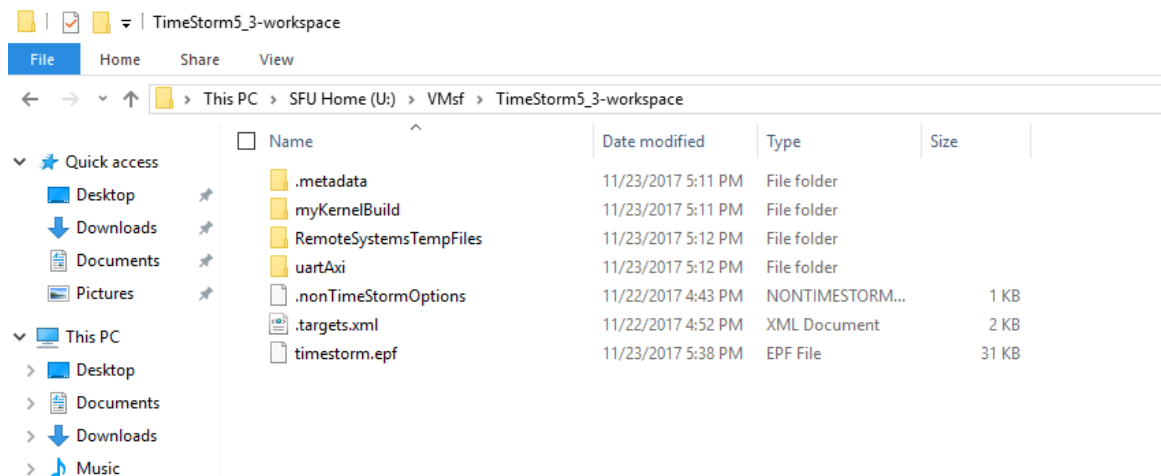 TimeStorm5_3-workspace
File Home Share View
This PC > SFU Home (U:) > VMsf > TimeStorm5_3-workspace
Quick access
Desktop
Downloads
Documents
Pictures
This PC
Desktop
Documents
Downloads
Music
Name Date modified Type Size
.metadata 11/23/2017 5:11 PM File folder
myKernelBuild 11/23/2017 5:11 PM File folder
RemoteSystemsTempFiles 11/23/2017 5:12 PM File folder
uartAxi 11/23/2017 5:12 PM File folder
.nonTimeStormOptions 11/22/2017 4:43 PM NONTIMESTORM... 1 KB
.targets.xml 11/22/2017 4:52 PM XML Document 2 KB
timestorm.epf 11/23/2017 5:38 PM EPF File 31 KB